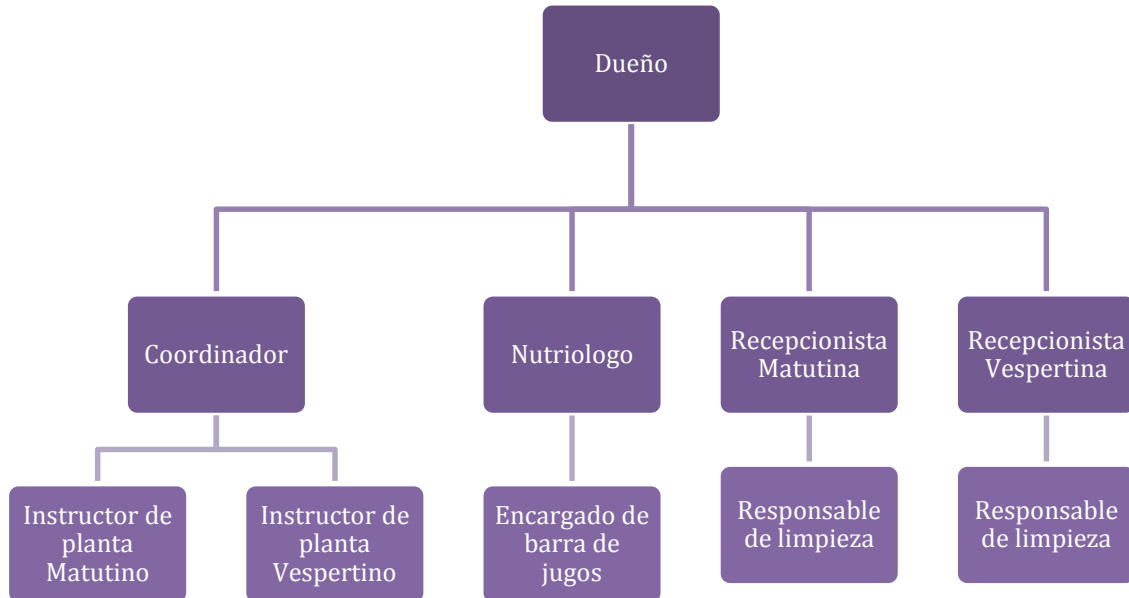 Dueño
Coordinador
Nutriologo
Recepcionista
Matutina
Recepcionista
Vespertina
Instructor de
planta
Matutino
Instructor de
planta
Vespertino
Encargado de
barra de
jugos
Responsable
de limpieza
Responsable
de limpieza